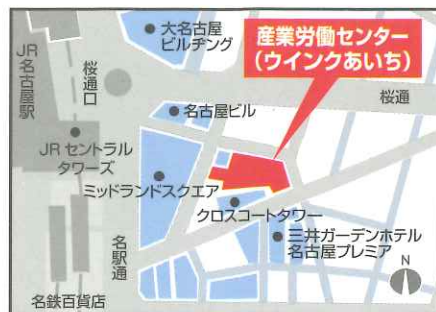 大名古屋
ビルヂング
産業労働センター
(ウインクあいち)
JR名古屋駅
桜通口
桜通
名古屋ビル
JRセントラル
タワーズ
ミッドランドスクエア
クロスコートタワー
名駅通
三井ガーデンホテル
名古屋プレミア
名鉄百貨店
N